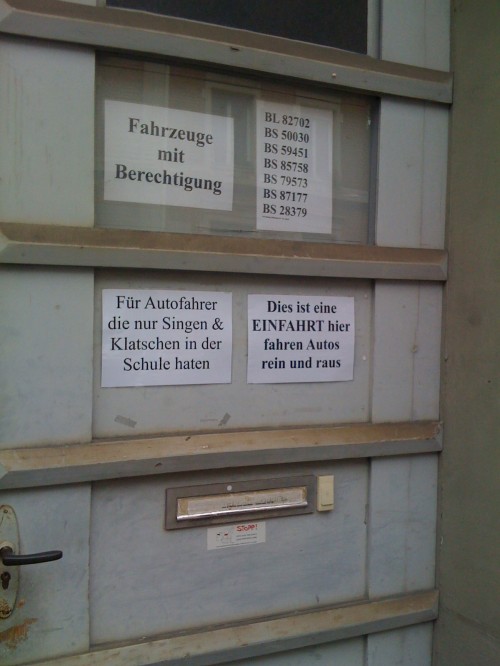 Fahrzeuge
mit
Berechtigung
BL 82702
BS 50030
BS 59451
BS 85758
BS 79573
BS 87177
BS 28379
Für Autofahrer
die nur Singen &
Klatschen in der
Schule haten
Dies ist eine
EINFAHRT hier
fahren Autos
rein und raus
STOPP!